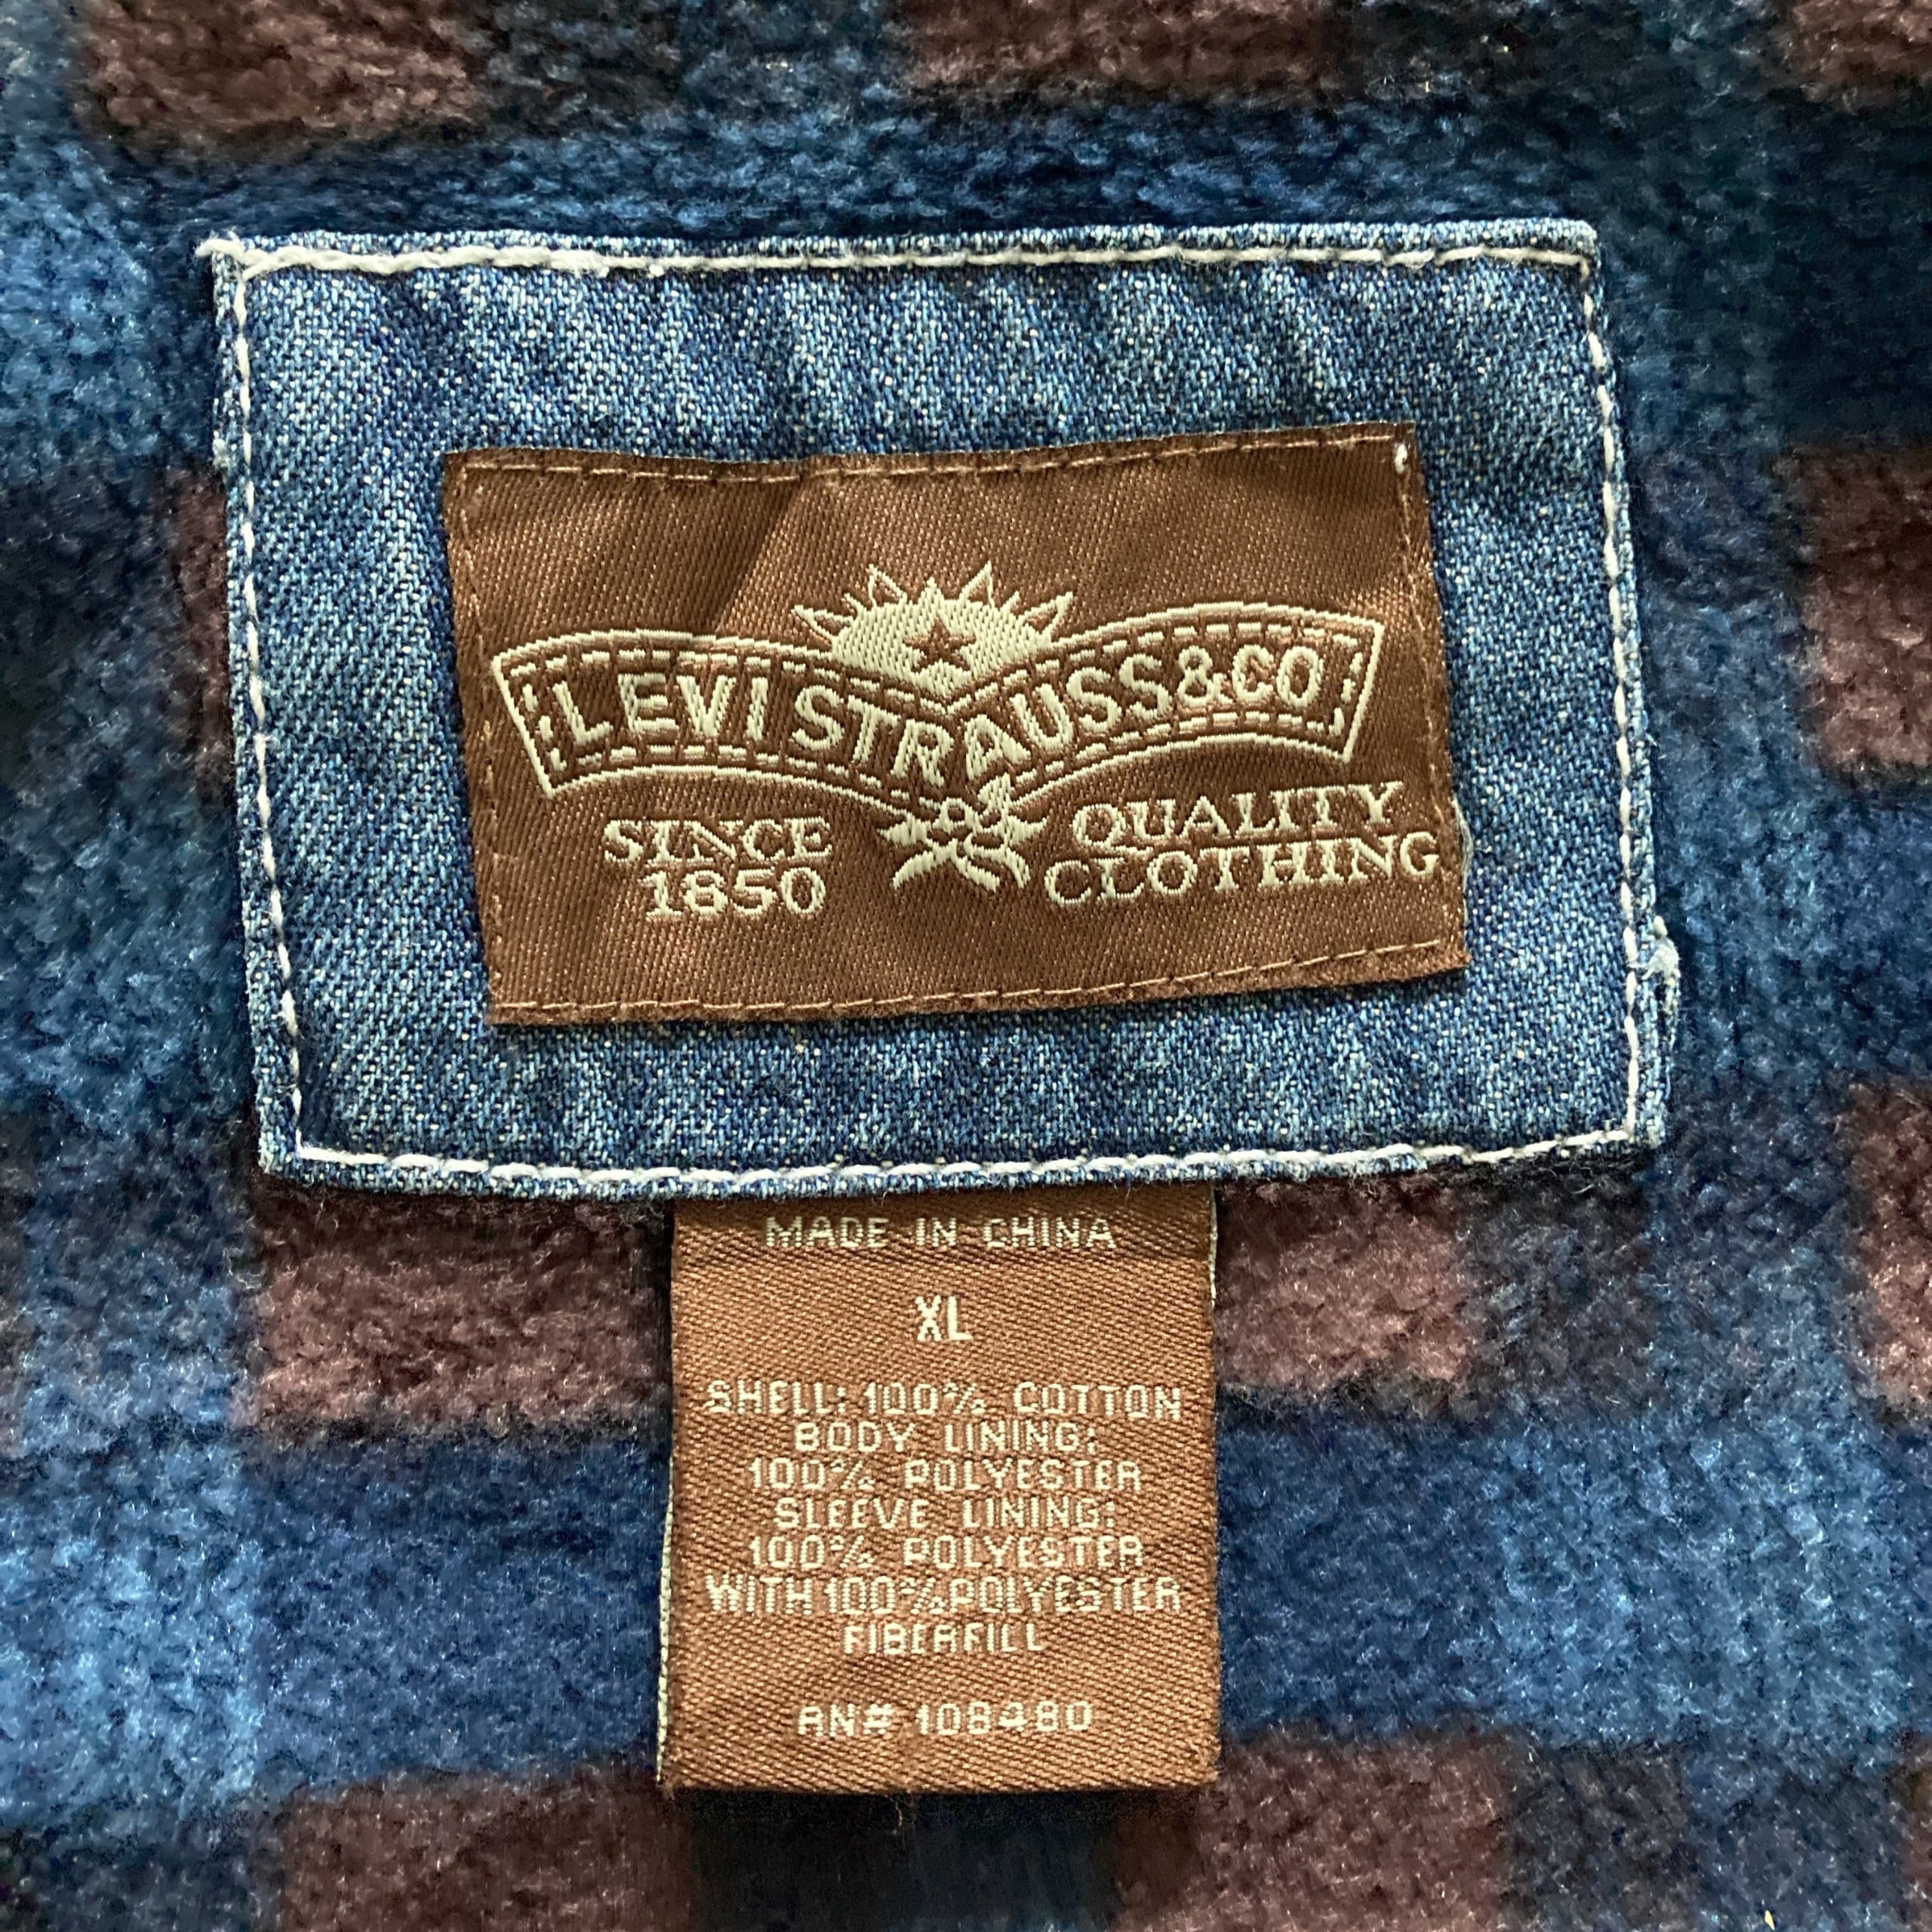 LEVI STRAUSS & CO
SINCE
1850
QUALITY
CLOTHING
MADE IN CHINA
XL
SHELL: 100% COTTON
BODY LINING:
100% POLYESTER
SLEEVE LINING:
100% POLYESTER
WITH 100% POLYESTER
FIBERFILL
RN# 108480